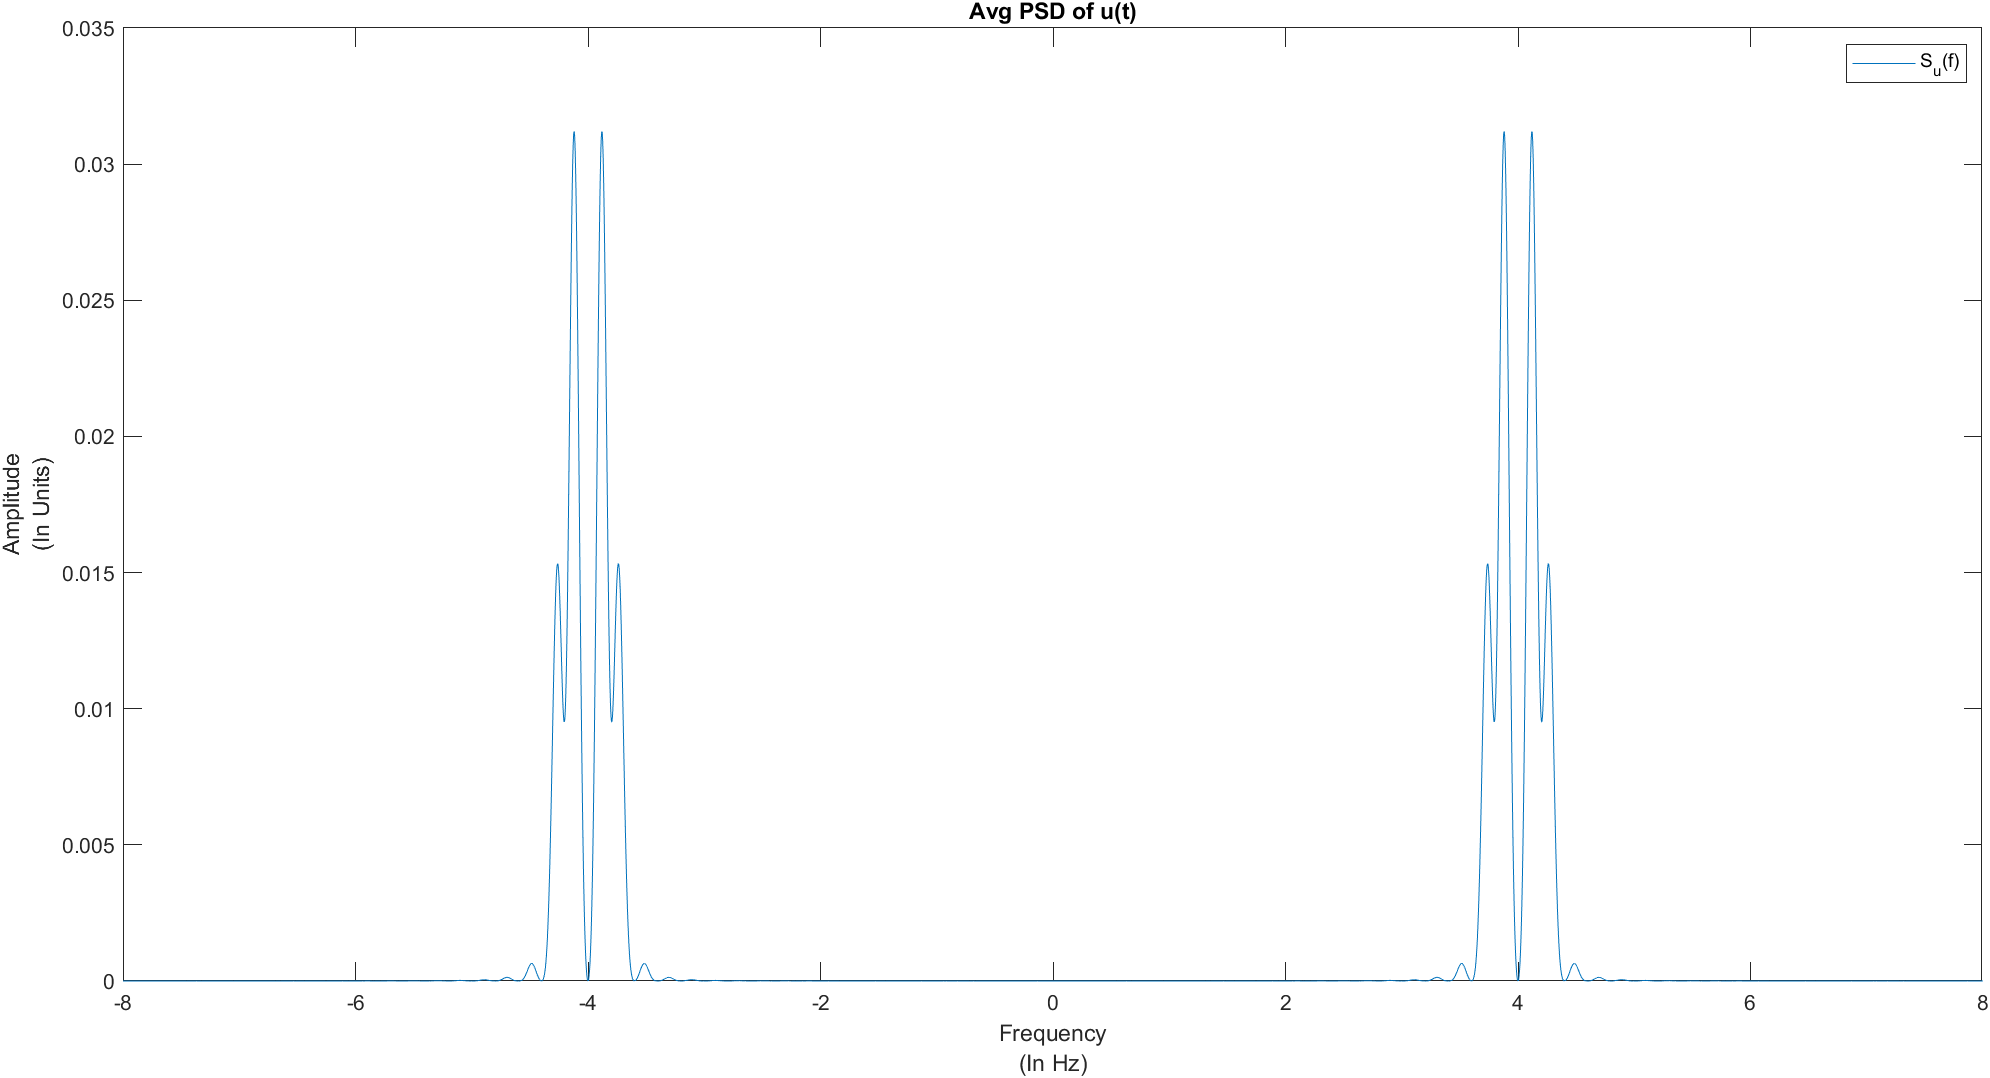 Avg PSD of u(t)
S_u(f)
0.035
0.03
0.025
0.02
0.015
0.01
0.005
0
Amplitude
(In Units)
-8 -6 -4 -2 0 2 4 6 8
Frequency
(In Hz)